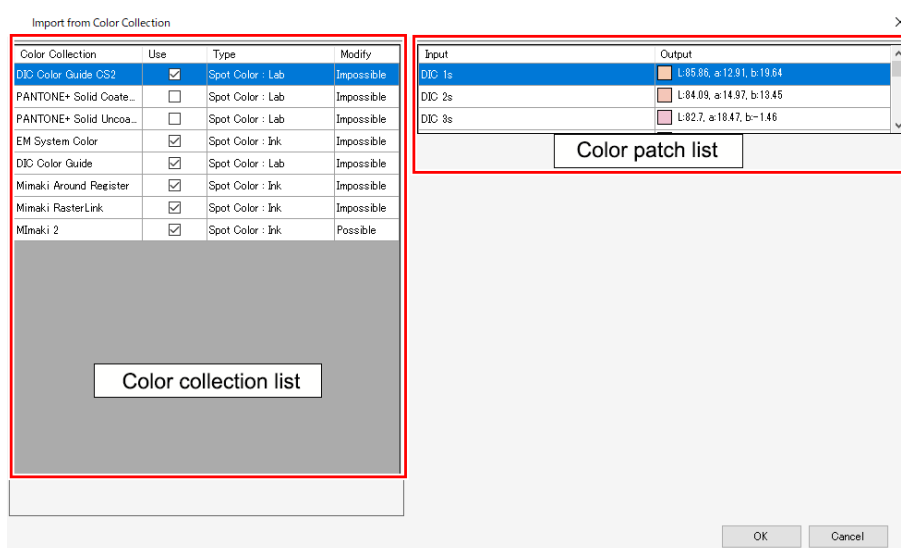 Import from Color Collection
Color Collection Use Type Modify
DIC Color Guide CS2 Spot Color : Lab Impossible
PANTONE+ Solid Coate... Spot Color : Lab Impossible
PANTONE+ Solid Uncoa... Spot Color : Lab Impossible
EM System Color Spot Color : Ink Impossible
DIC Color Guide Spot Color : Lab Impossible
Mimaki Around Register Spot Color : Ink Impossible
Mimaki RasterLink Spot Color : Ink Impossible
MImaki 2 Spot Color : Ink Possible
Color collection list
Input Output
DIC 1s L:85.86, a:12.91, b:19.64
DIC 2s L:84.09, a:14.97, b:13.45
DIC 3s L:82.7, a:18.47, b:-1.46
Color patch list
OK Cancel